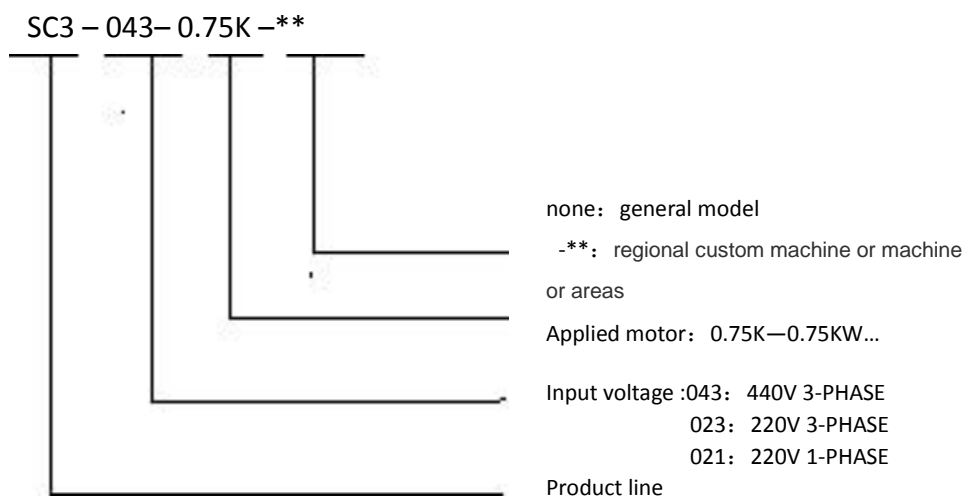 SC3 – 043– 0.75K –**
none：general model
-**：regional custom machine or machine
or areas
Applied motor：0.75K—0.75KW…
Input voltage :043：440V 3-PHASE
023：220V 3-PHASE
021：220V 1-PHASE
Product line